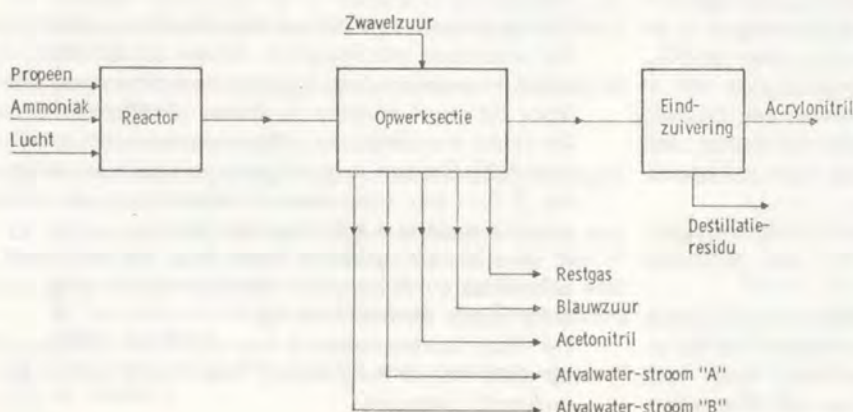 Zwavelzuur
Propeen
Ammoniak
Lucht
Reactor
Opwerksectie
Eind-
zuivering
Acrylonitril
Destillatie-
residu
Restgas
Blauwzuur
Acetonitril
Afvalwater-stroom "A"
Afvalwater-stroom "B"